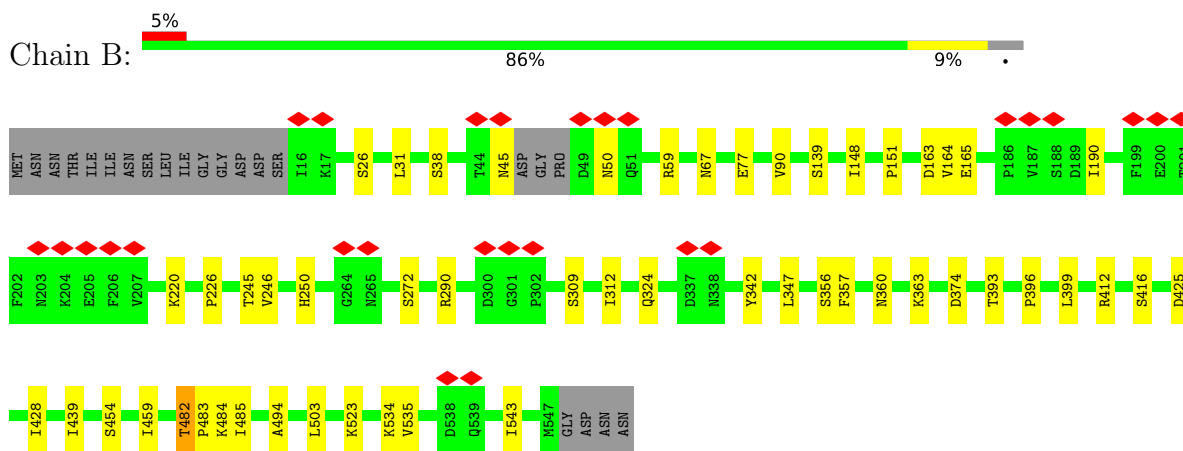 5%
Chain B:
86% 9% •
MET ASN ASN THR ILE ILE ASN SER LEU ILE GLY GLY ASP ASP SER I16 K17 S26 L31 S38 T44 N45 ASP GLY PRO D49 N50 Q51 R59 N67 E77 V90 S139 I148 P151 D163 V164 E165 P186 V187 S188 D189 I190 F199 E200 T201
F202 N203 K204 E205 F206 V207 K220 P226 T245 V246 H250 G264 N265 S272 R290 D300 G301 P302 S309 I312 Q324 D337 N338 Y342 L347 S356 F357 N360 K363 D374 T393 P396 L399 R412 S416 D425
I428 I439 S454 I459 T482 P483 K484 I485 A494 L503 K523 K534 V535 D538 Q539 I543 M547 GLY ASP ASN ASN